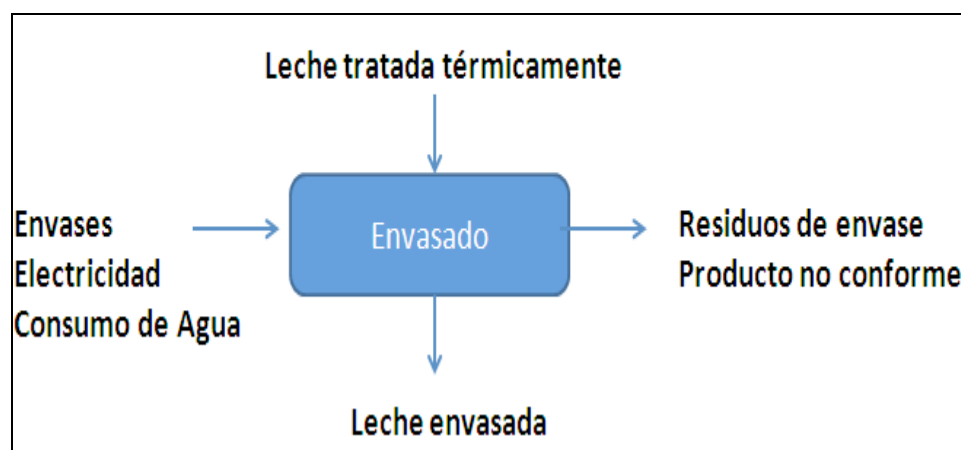 Leche tratada térmicamente
Envases
Electricidad
Consumo de Agua
Envasado
Residuos de envase
Producto no conforme
Leche envasada